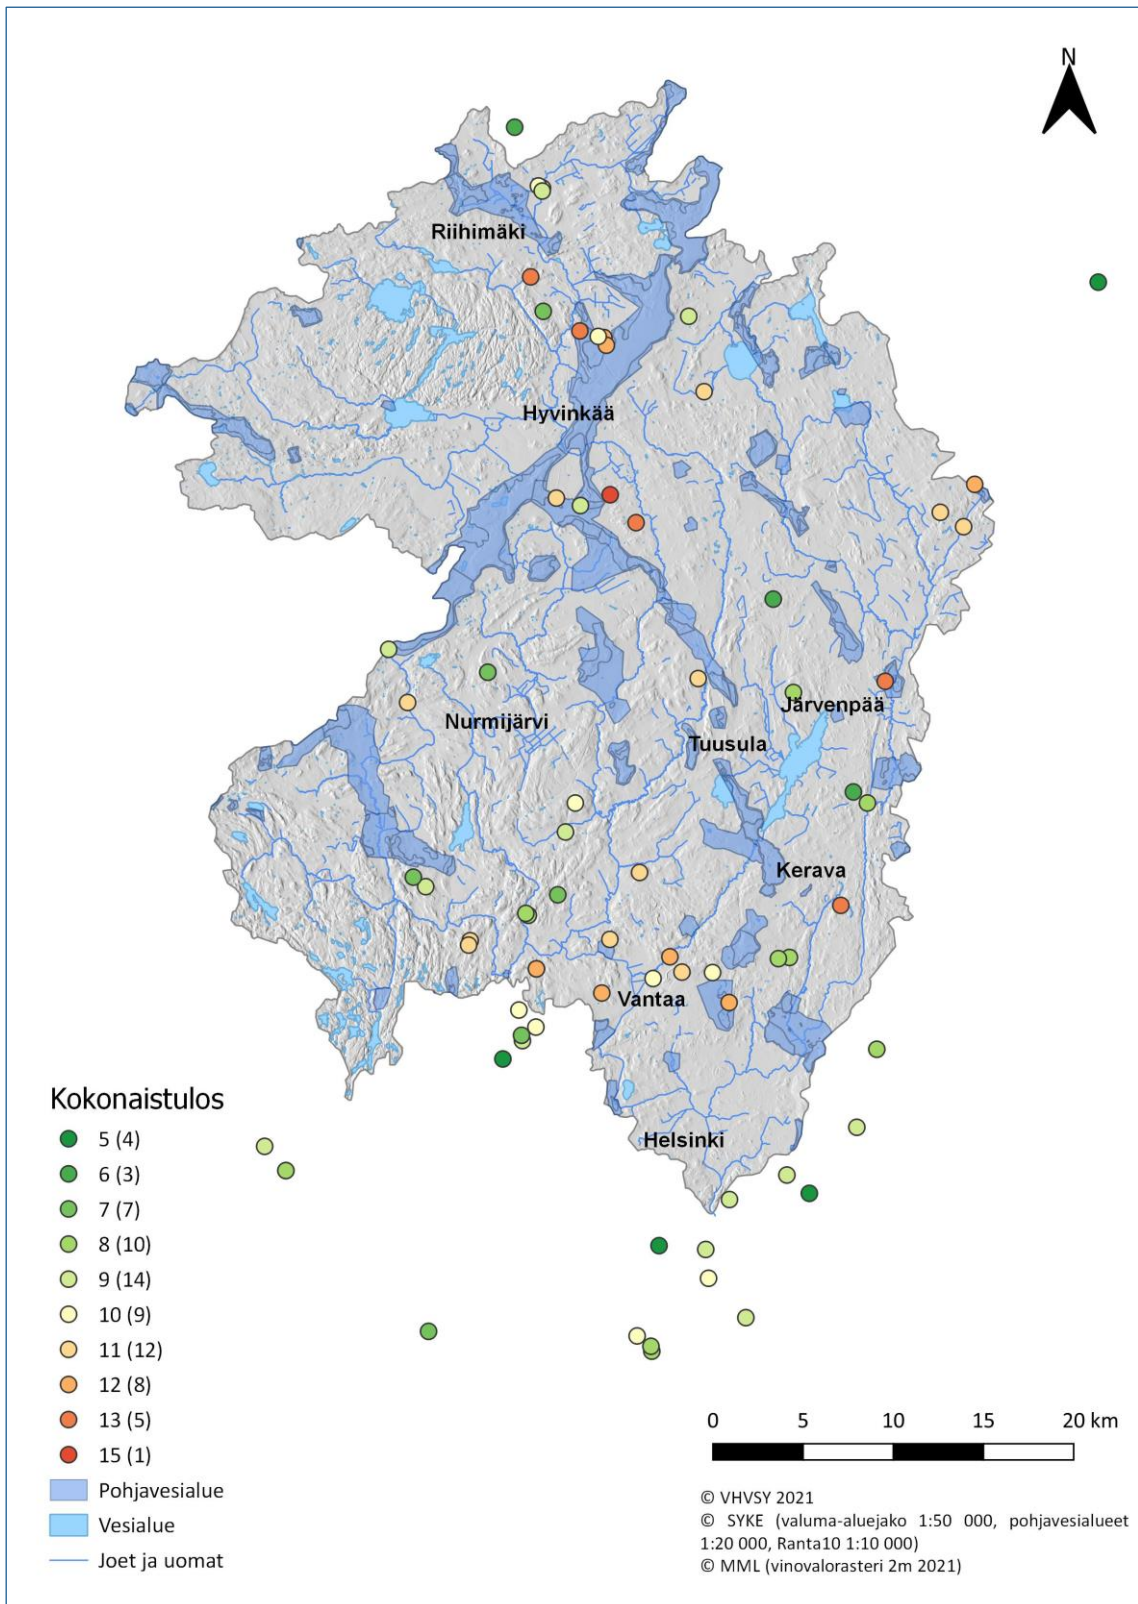 N
Riihimäki
Hyvinkää
Järvenpää
Nurmijärvi
Tuusula
Kerava
Vantaa
Helsinki
Kokonaistulos
5 (4)
6 (3)
7 (7)
8 (10)
9 (14)
10 (9)
11 (12)
12 (8)
13 (5)
15 (1)
Pohjavesialue
Vesialue
Joet ja uomat
0 5 10 15 20 km
© VHVSY 2021
© SYKE (valuma-aluejako 1:50 000, pohjavesialueet
1:20 000, Ranta10 1:10 000)
© MML (vinovalorasteri 2m 2021)